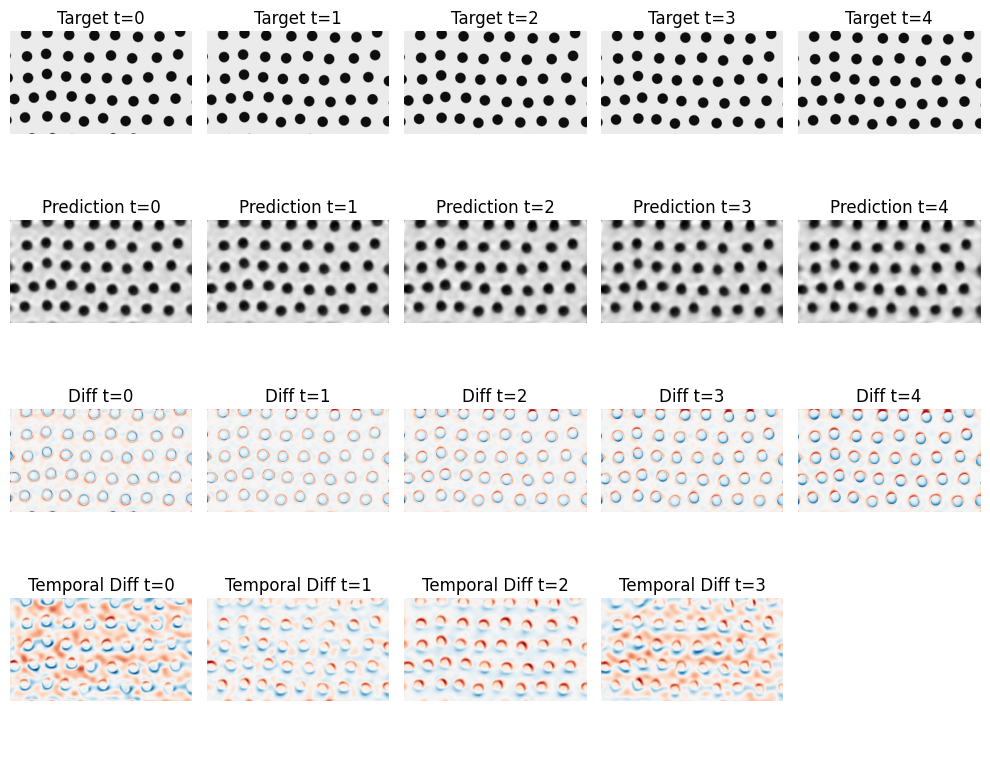 Target t=0 Target t=1 Target t=2 Target t=3 Target t=4
Prediction t=0 Prediction t=1 Prediction t=2 Prediction t=3 Prediction t=4
Diff t=0 Diff t=1 Diff t=2 Diff t=3 Diff t=4
Temporal Diff t=0 Temporal Diff t=1 Temporal Diff t=2 Temporal Diff t=3